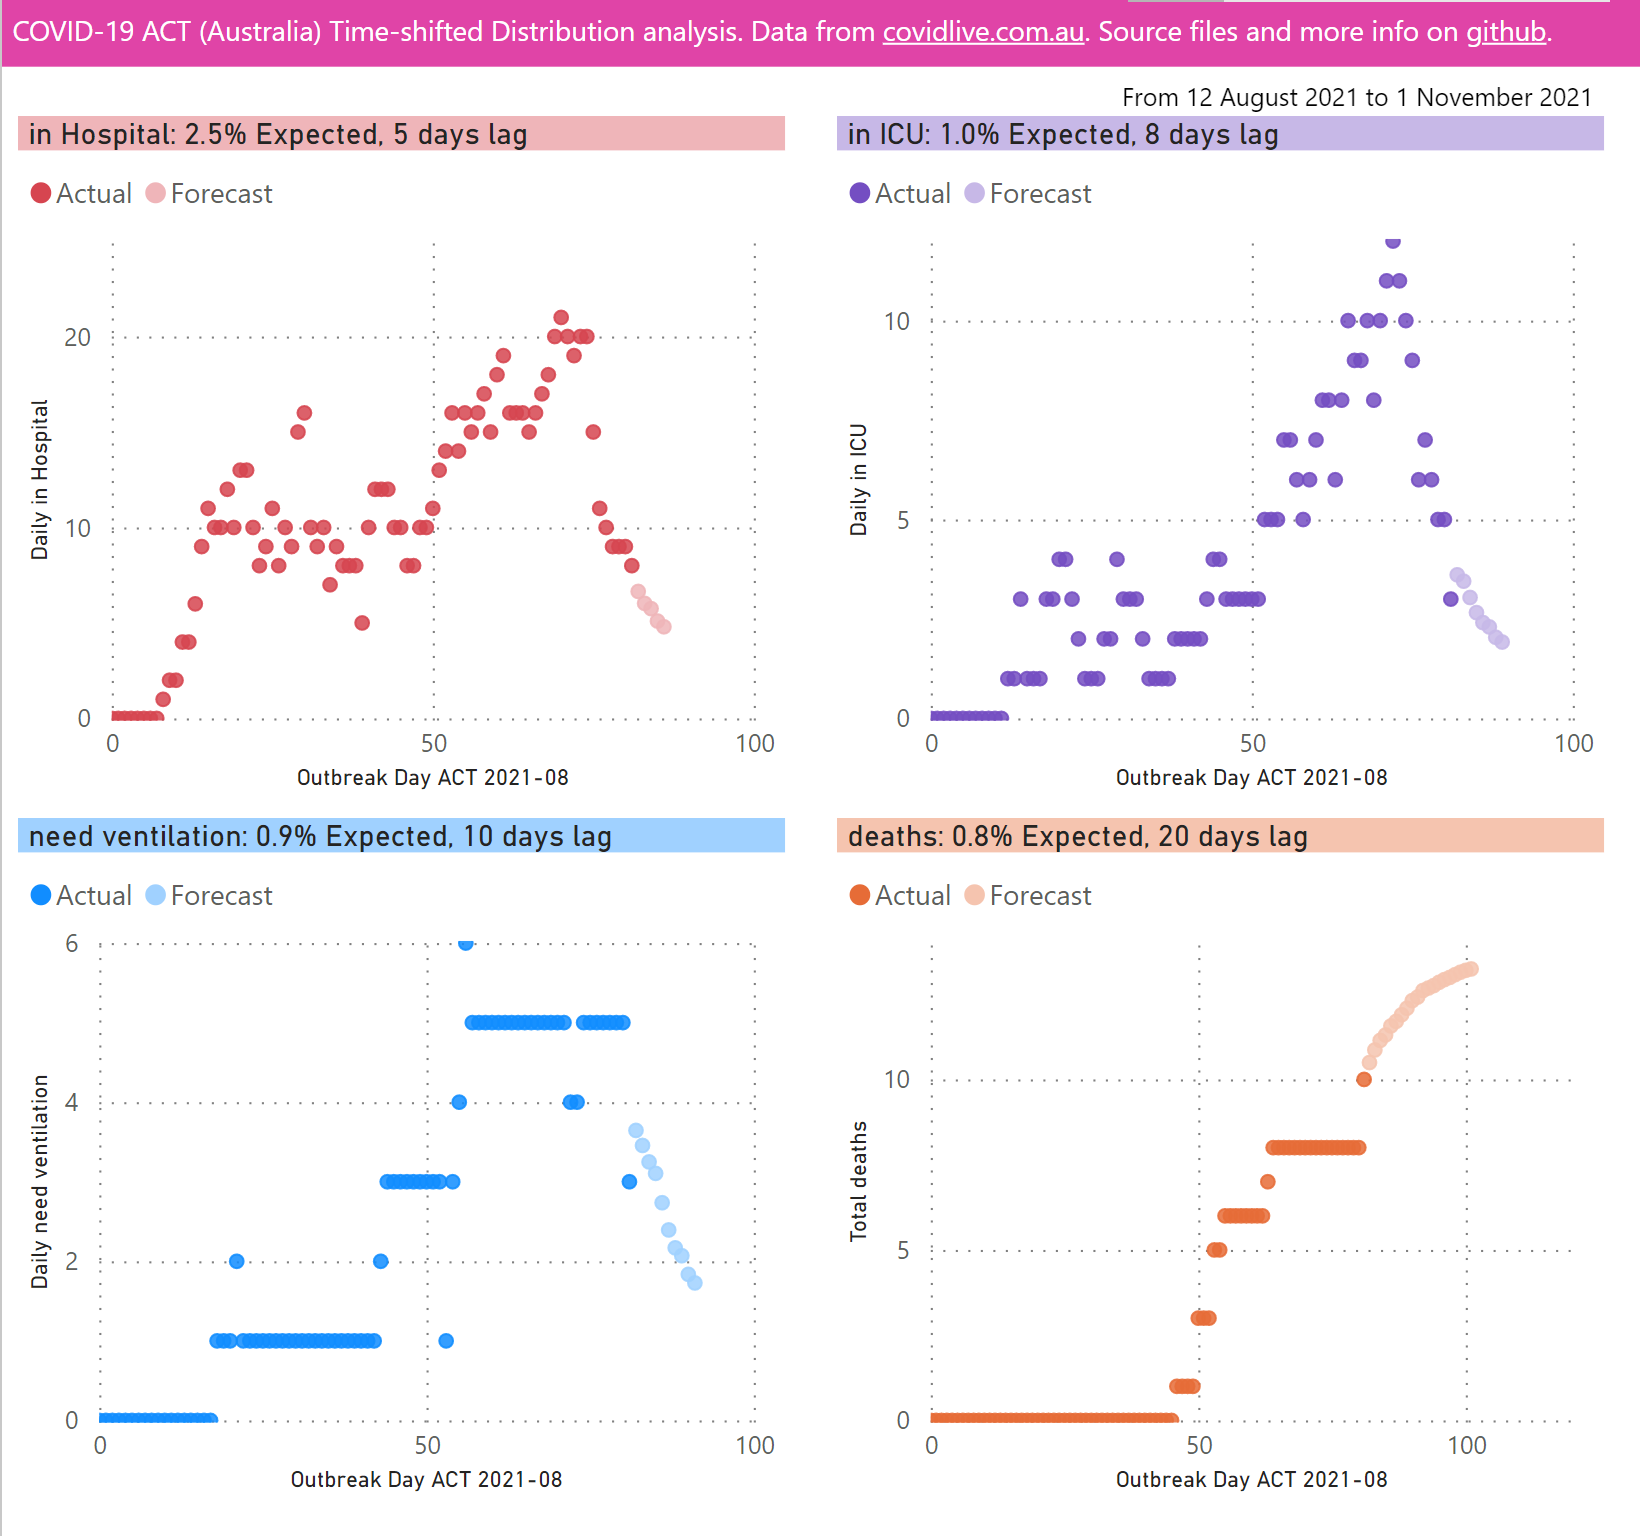 COVID-19 ACT (Australia) Time-shifted Distribution analysis. Data from covidlive.com.au. Source files and more info on github.
From 12 August 2021 to 1 November 2021
in Hospital: 2.5% Expected, 5 days lag
Actual Forecast
Daily in Hospital
20
10
0
0 50 100
Outbreak Day ACT 2021-08
in ICU: 1.0% Expected, 8 days lag
Actual Forecast
Daily in ICU
10
5
0
0 50 100
Outbreak Day ACT 2021-08
need ventilation: 0.9% Expected, 10 days lag
Actual Forecast
Daily need ventilation
6
4
2
0
0 50 100
Outbreak Day ACT 2021-08
deaths: 0.8% Expected, 20 days lag
Actual Forecast
Total deaths
10
5
0
0 50 100
Outbreak Day ACT 2021-08